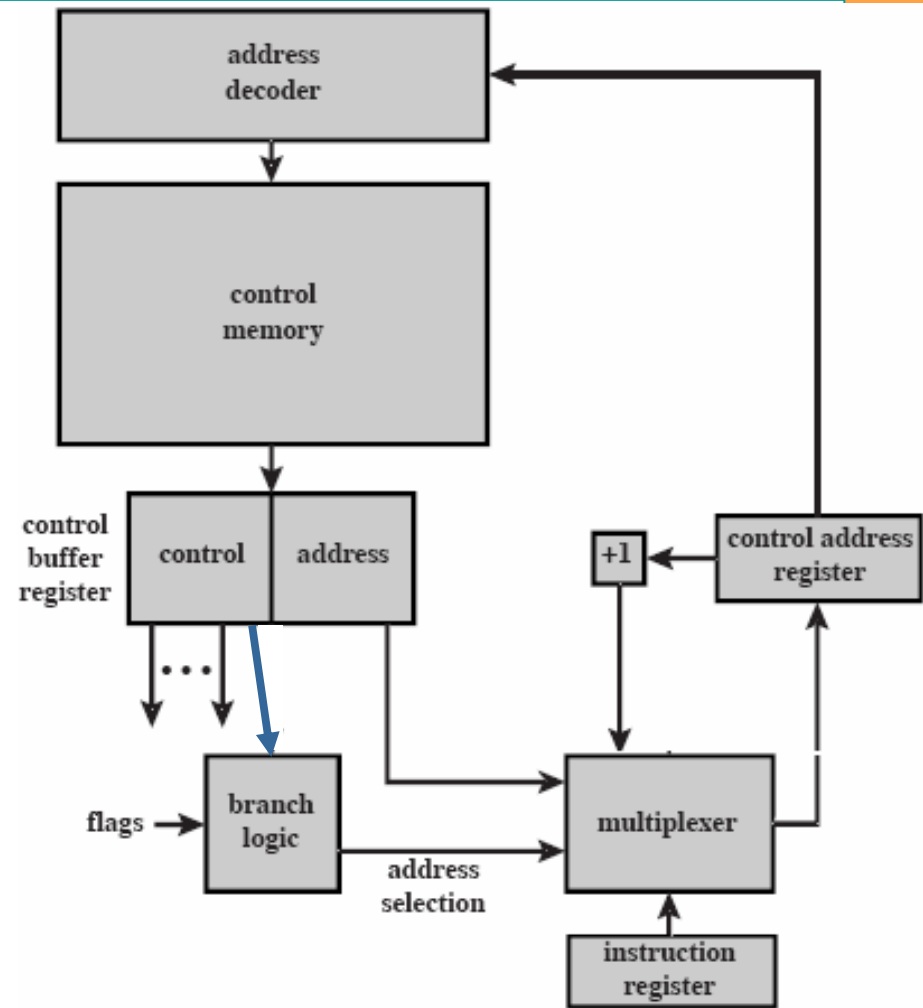 address
decoder
control
memory
control
buffer
register
control
address
+1
control address
register
flags
branch
logic
address
selection
multiplexer
instruction
register